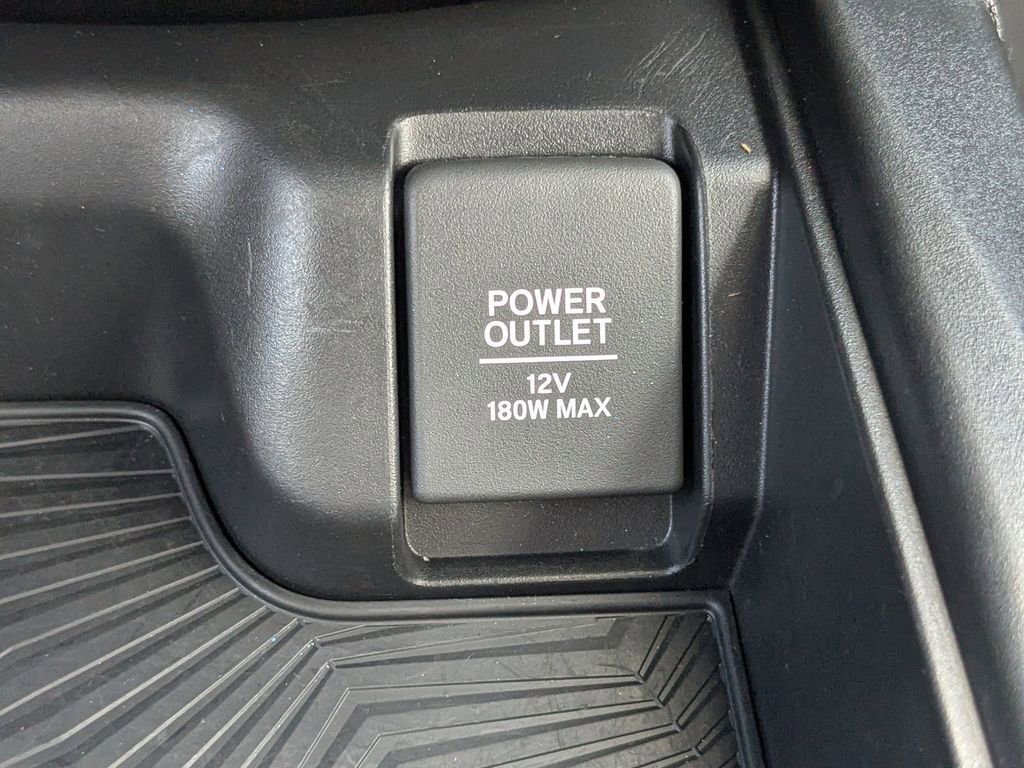 POWER
OUTLET
12V
180W MAX